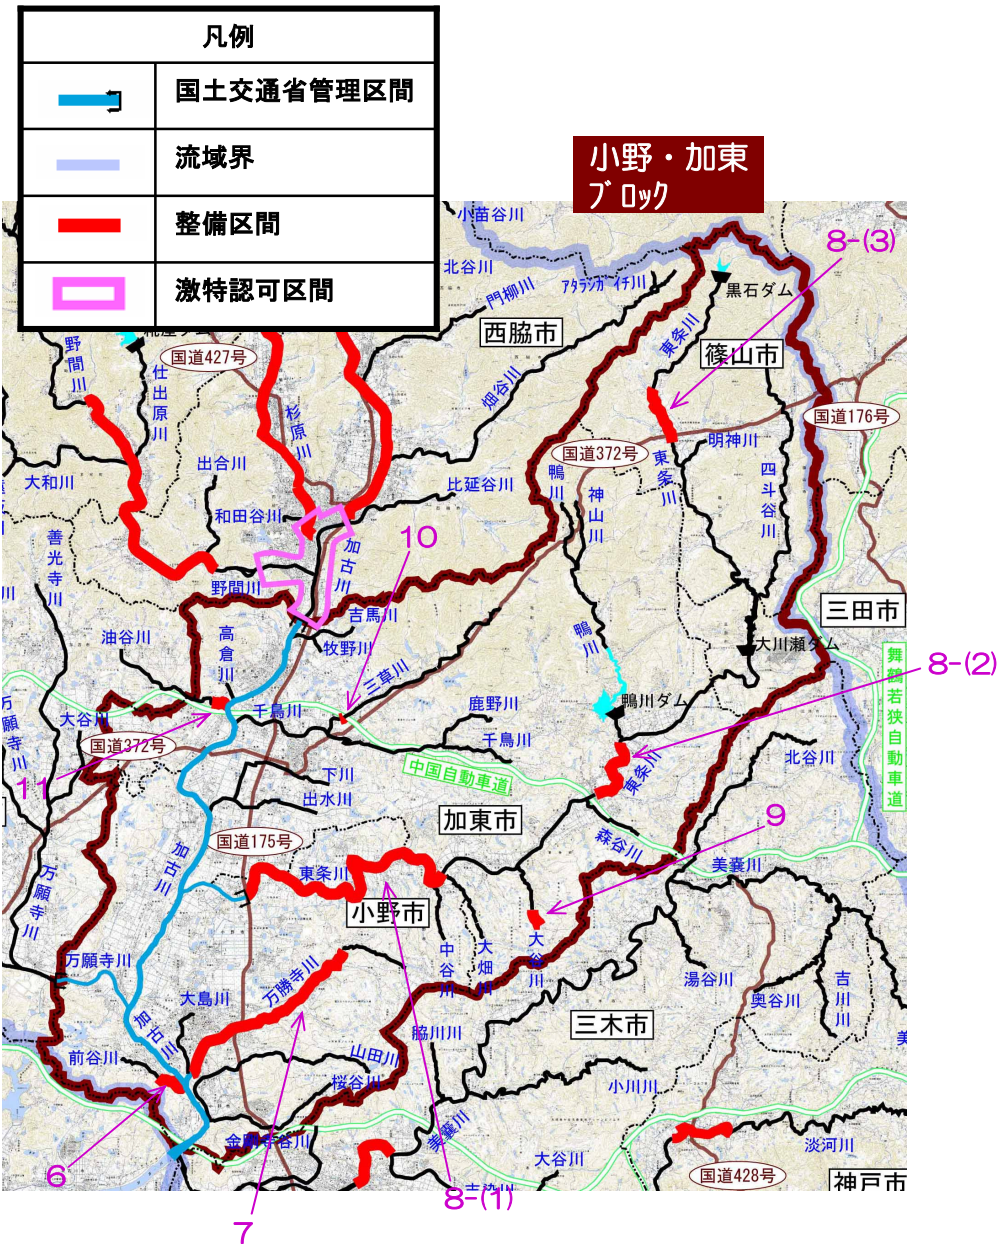 凡例
国土交通省管理区間
流域界
整備区間
激特認可区間
小野・加東
ブロック
8-(3)
小苗谷川
北谷川
門柳川
アタランガイチ川
黒石ダム
西脇市
東条川
篠山市
野間川
国道427号
仕出原川
杉原川
畑谷川
国道176号
国道372号
明神川
大和川
出合川
比延谷川
鴨川
神山川
東条川
四斗谷川
和田谷川
善光寺川
加古川
10
野間川
吉馬川
三田市
油谷川
高倉川
牧野川
鴨川
大川瀬ダム
三草川
8-(2)
舞鶴若狭自動車道
万願寺川
大谷川
千鳥川
鹿野川
鴨川ダム
国道372号
千鳥川
北谷川
11
下川
中国自動車道
東条川
出水川
加東市
9
国道175号
森谷川
加古川
東条川
美嚢川
万願寺川
小野市
中谷川
大畑川
大谷川
万願寺川
万勝寺川
湯谷川
奥谷川
吉川川
大島川
加古川
脇川川
三木市
前谷川
山田川
桜谷川
小川川
金剛寺谷川
美嚢川
淡河川
大谷川
6
国道428号
神戸市
8-(1)
7